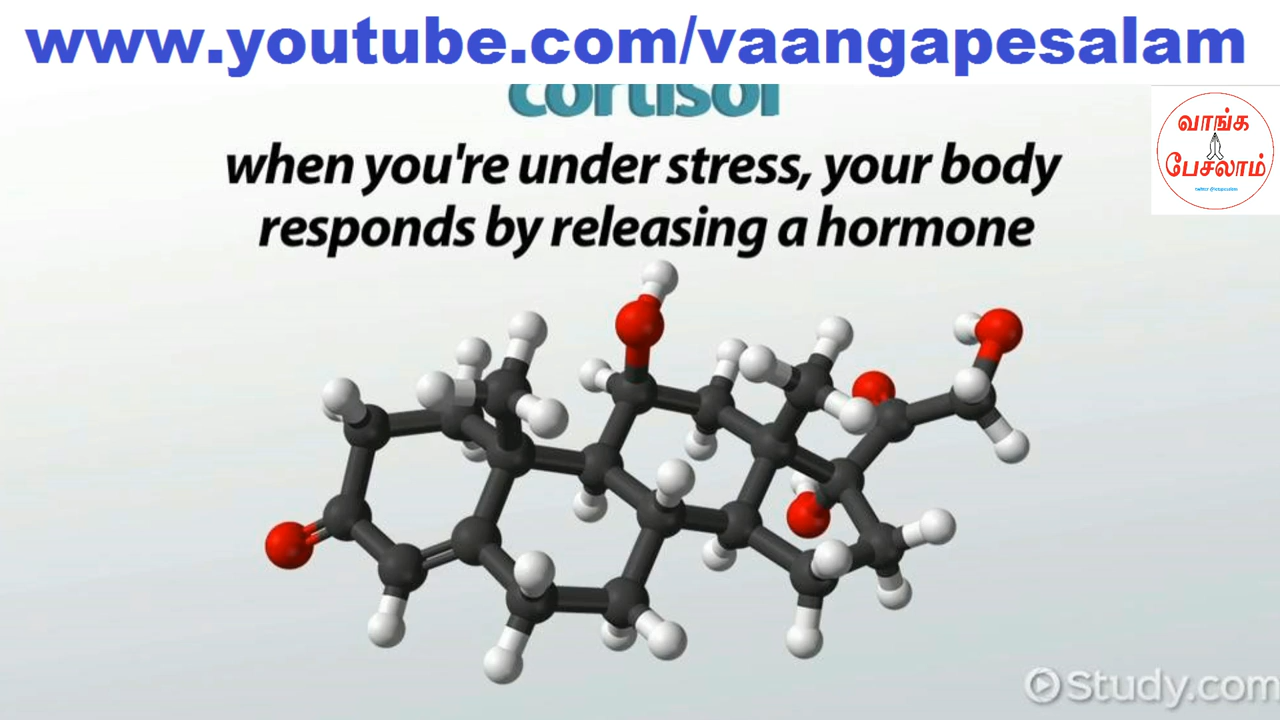 www.youtube.com/vaangapesalam
cortisol
when you're under stress, your body
responds by releasing a hormone
வாங்க
பேசலாம்
Study.com